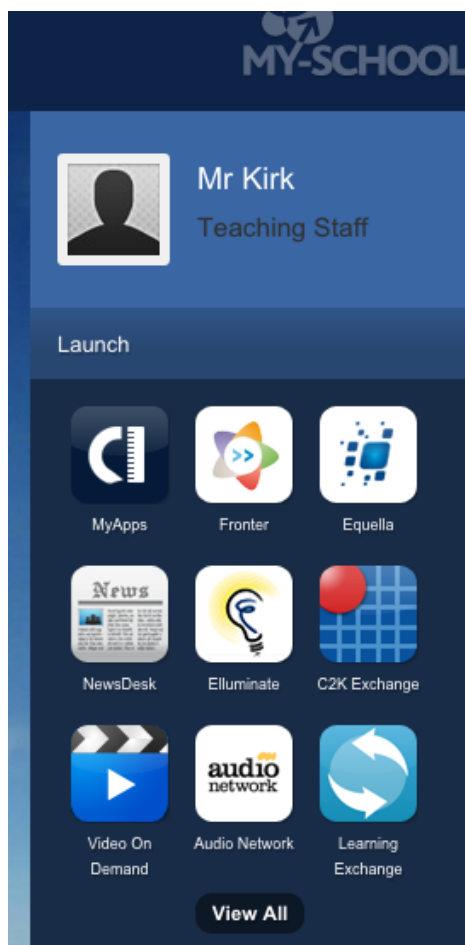 MY-SCHOOL
Mr Kirk
Teaching Staff
Launch
MyApps
Fronter
Equella
News
NewsDesk
Elluminate
C2K Exchange
audio
network
Video On
Demand
Audio Network
Learning
Exchange
View All